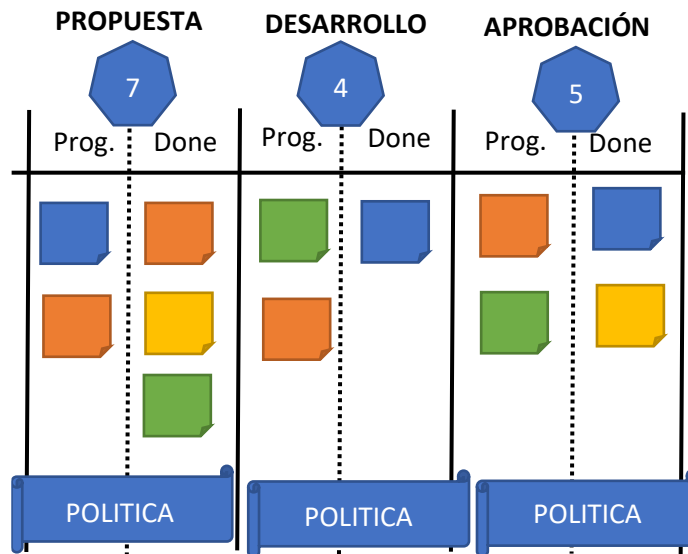 PROPUESTA DESARROLLO APROBACIÓN
7 4 5
Prog. Done Prog. Done Prog. Done
POLITICA POLITICA POLITICA